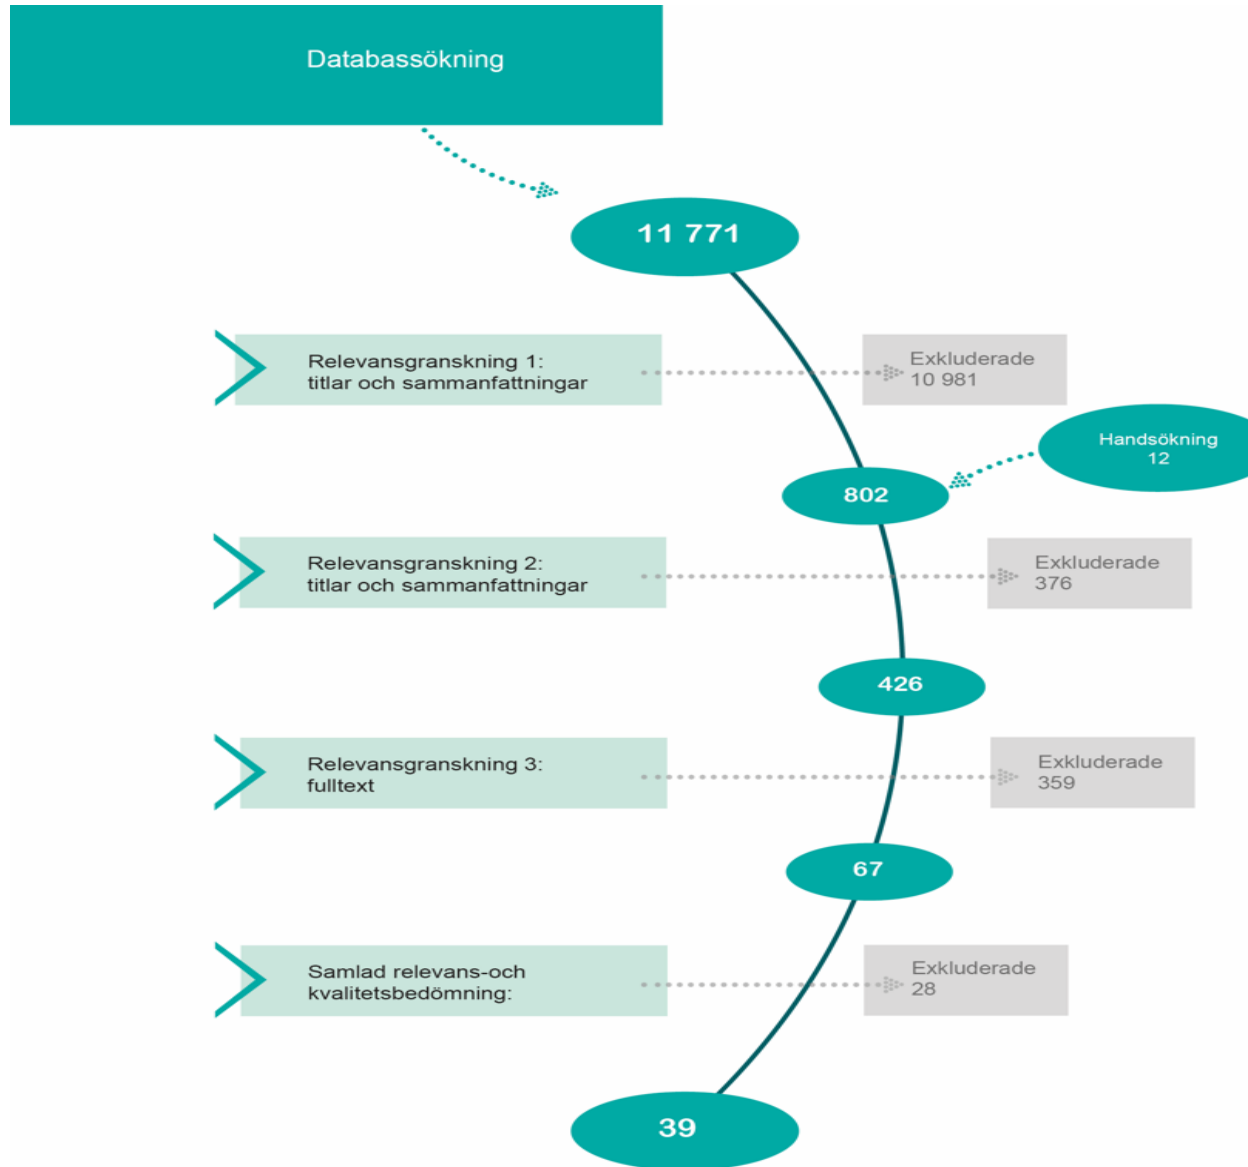 Databassökning
11 771
Relevansgranskning 1:
titlar och sammanfattningar
Exkluderade
10 981
Handsökning
12
802
Relevansgranskning 2:
titlar och sammanfattningar
Exkluderade
376
426
Relevansgranskning 3:
fulltext
Exkluderade
359
67
Samlad relevans-och
kvalitetsbedömning:
Exkluderade
28
39